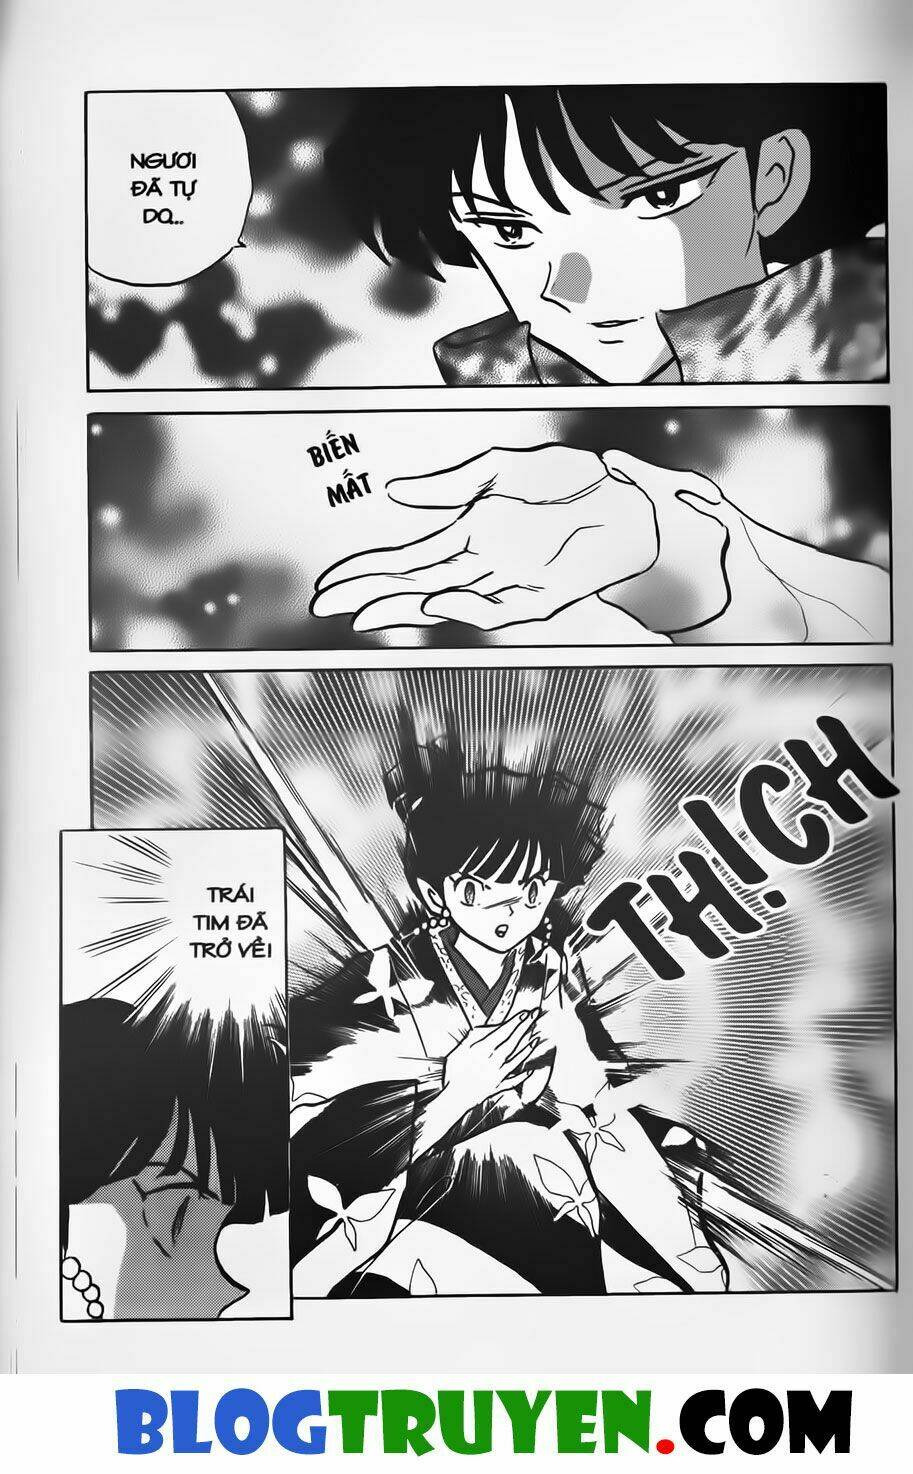 NGƯƠI
ĐÃ TỰ
DO...
BIẾN
MẤT
THỊCH
TRÁI
TIM ĐÃ
TRỞ VỀ!
BLOGTRUYEN.COM